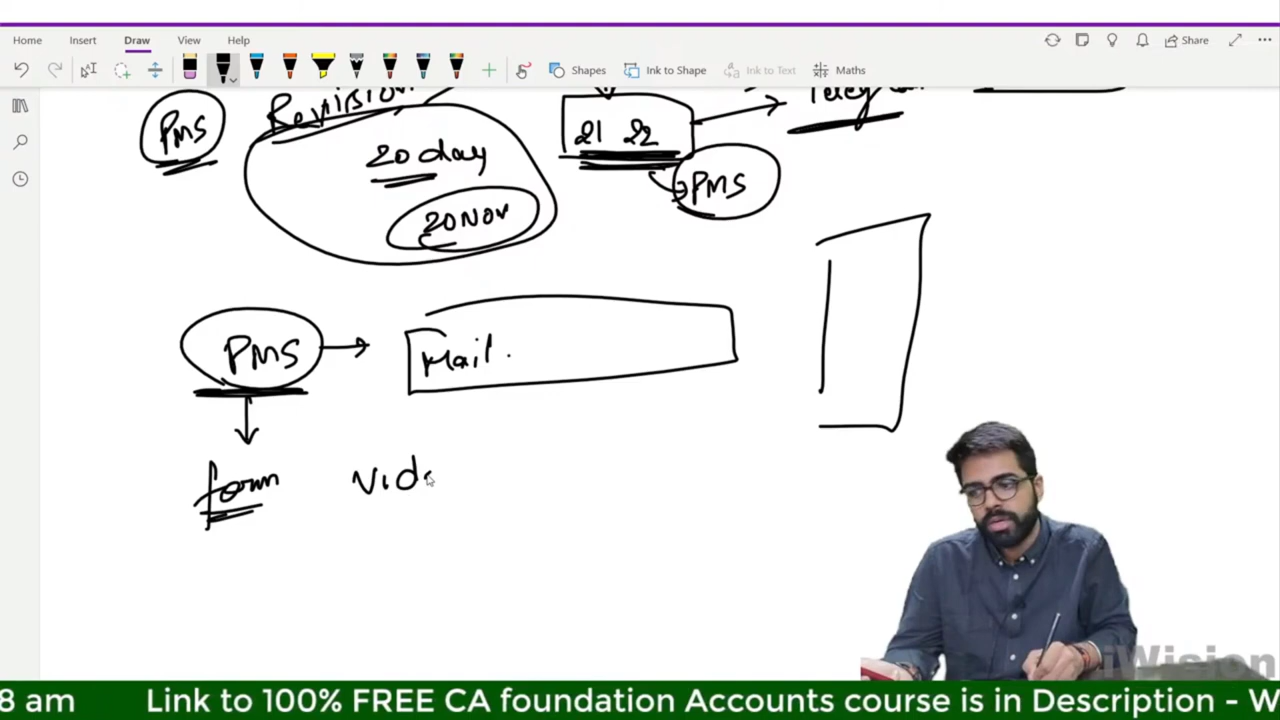 Home Insert Draw View Help
Share
Shapes Ink to Shape Ink to Text Maths
Revision
PMS
20 day
20 Nov
21 22
PMS
PMS
Mail.
form Vide
iWision
8 am Link to 100% FREE CA foundation Accounts course is in Description - W